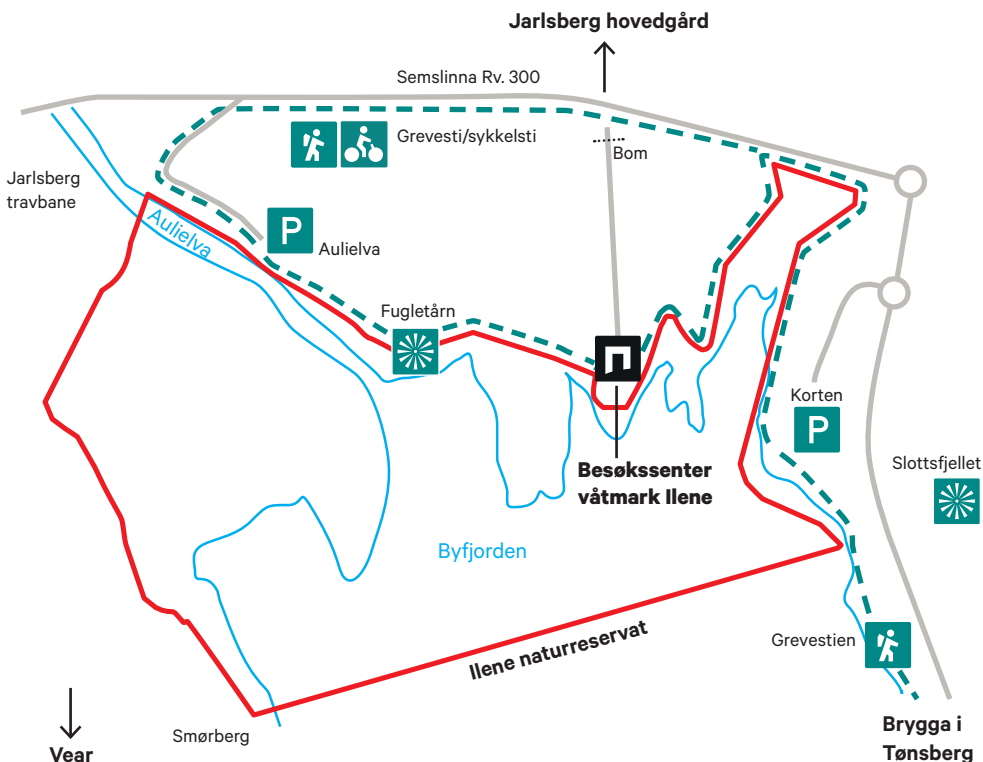 Jarlsberg hovedgård
Semslinna Rv. 300
Grevesti/sykkelsti
Bom
Jarlsberg
travbane
Aulielva
P
Aulielva
Fugletårn
Korten
P
Besøkssenter
våtmark Ilene
Slottsfjellet
Byfjorden
Ilene naturreservat
Grevestien
Smørberg
Vear
Brygga i
Tønsberg